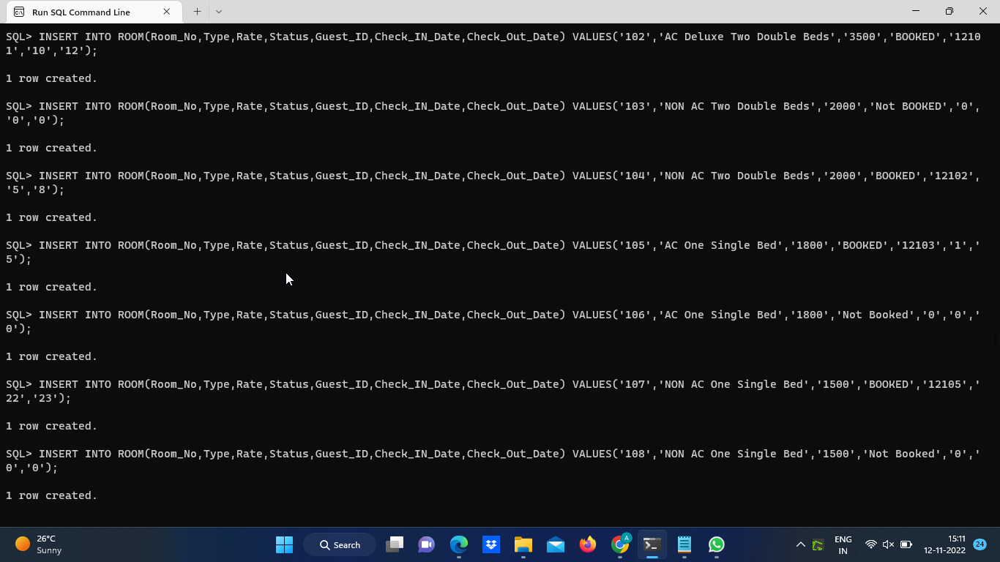 Run SQL Command Line
SQL> INSERT INTO ROOM(Room_No,Type,Rate,Status,Guest_ID,Check_IN_Date,Check_Out_Date) VALUES('102','AC Deluxe Two Double Beds','3500','BOOKED','1210
1','10','12');
1 row created.
SQL> INSERT INTO ROOM(Room_No,Type,Rate,Status,Guest_ID,Check_IN_Date,Check_Out_Date) VALUES('103','NON AC Two Double Beds','2000','Not BOOKED','0',
'0','0');
1 row created.
SQL> INSERT INTO ROOM(Room_No,Type,Rate,Status,Guest_ID,Check_IN_Date,Check_Out_Date) VALUES('104','NON AC Two Double Beds','2000','BOOKED','12102',
'5','8');
1 row created.
SQL> INSERT INTO ROOM(Room_No,Type,Rate,Status,Guest_ID,Check_IN_Date,Check_Out_Date) VALUES('105','AC One Single Bed','1800','BOOKED','12103','1','
5');
1 row created.
SQL> INSERT INTO ROOM(Room_No,Type,Rate,Status,Guest_ID,Check_IN_Date,Check_Out_Date) VALUES('106','AC One Single Bed','1800','Not Booked','0','0','
0');
1 row created.
SQL> INSERT INTO ROOM(Room_No,Type,Rate,Status,Guest_ID,Check_IN_Date,Check_Out_Date) VALUES('107','NON AC One Single Bed','1500','BOOKED','12105','
22','23');
1 row created.
SQL> INSERT INTO ROOM(Room_No,Type,Rate,Status,Guest_ID,Check_IN_Date,Check_Out_Date) VALUES('108','NON AC One Single Bed','1500','Not Booked','0','
0','0');
1 row created.
26°C
Sunny
Search
A
ENG
IN
15:11
12-11-2022
24